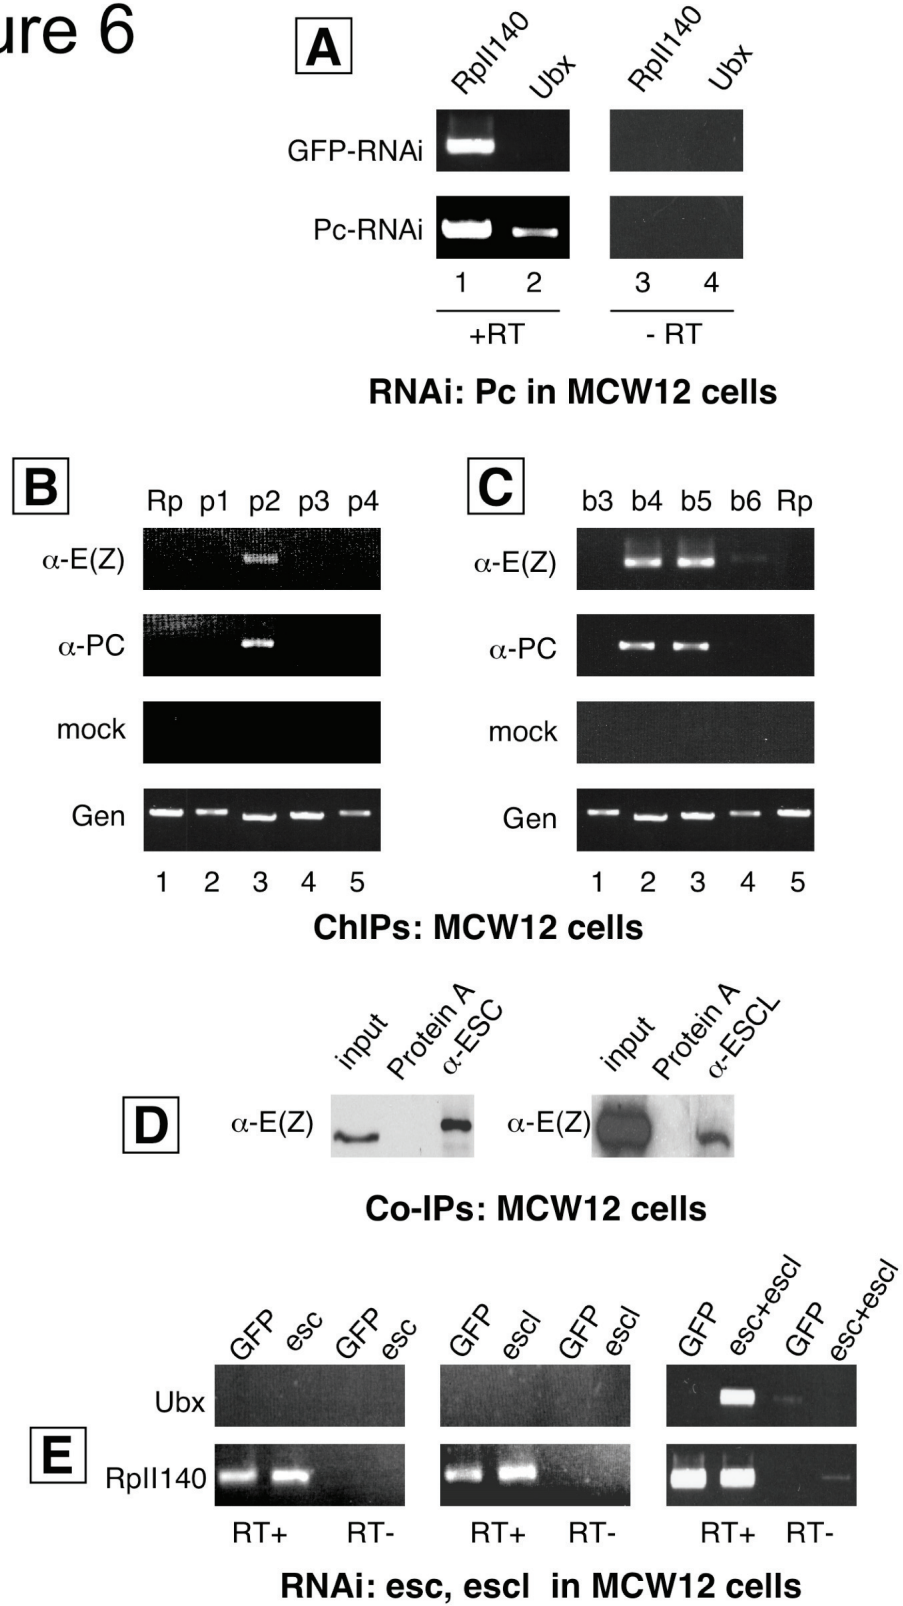 ure 6
A
RpII140 Ubx RpII140 Ubx
GFP-RNAi
Pc-RNAi
1 2 3 4
+RT - RT
RNAi: Pc in MCW12 cells
B
Rp p1 p2 p3 p4
α-E(Z)
α-PC
mock
Gen
1 2 3 4 5
C
b3 b4 b5 b6 Rp
α-E(Z)
α-PC
mock
Gen
1 2 3 4 5
ChIPs: MCW12 cells
D
input Protein A α-ESC
α-E(Z)
input Protein A α-ESCL
α-E(Z)
Co-IPs: MCW12 cells
E
GFP esc GFP esc GFP escl GFP escl GFP esc+escl GFP esc+escl
Ubx
RpII140
RT+ RT- RT+ RT- RT+ RT-
RNAi: esc, escl in MCW12 cells